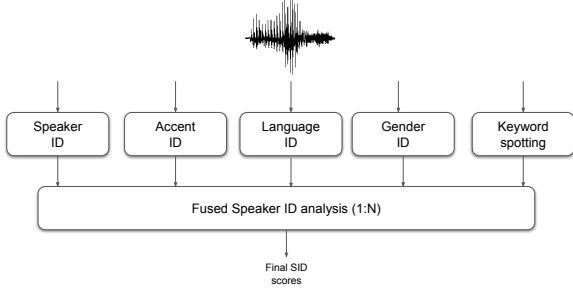 Speaker
ID
Accent
ID
Language
ID
Gender
ID
Keyword
spotting
Fused Speaker ID analysis (1:N)
Final SID
scores